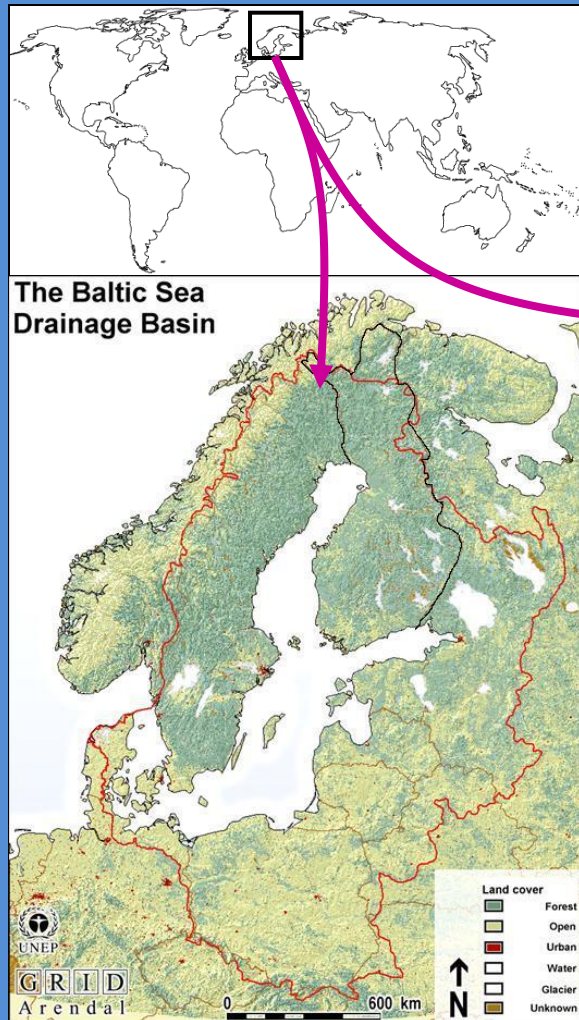 The Baltic Sea
Drainage Basin
Land cover
Forest
Open
Urban
Water
Glacier
Unknown
N
UNEP
GRID
Arendal
0 600 km